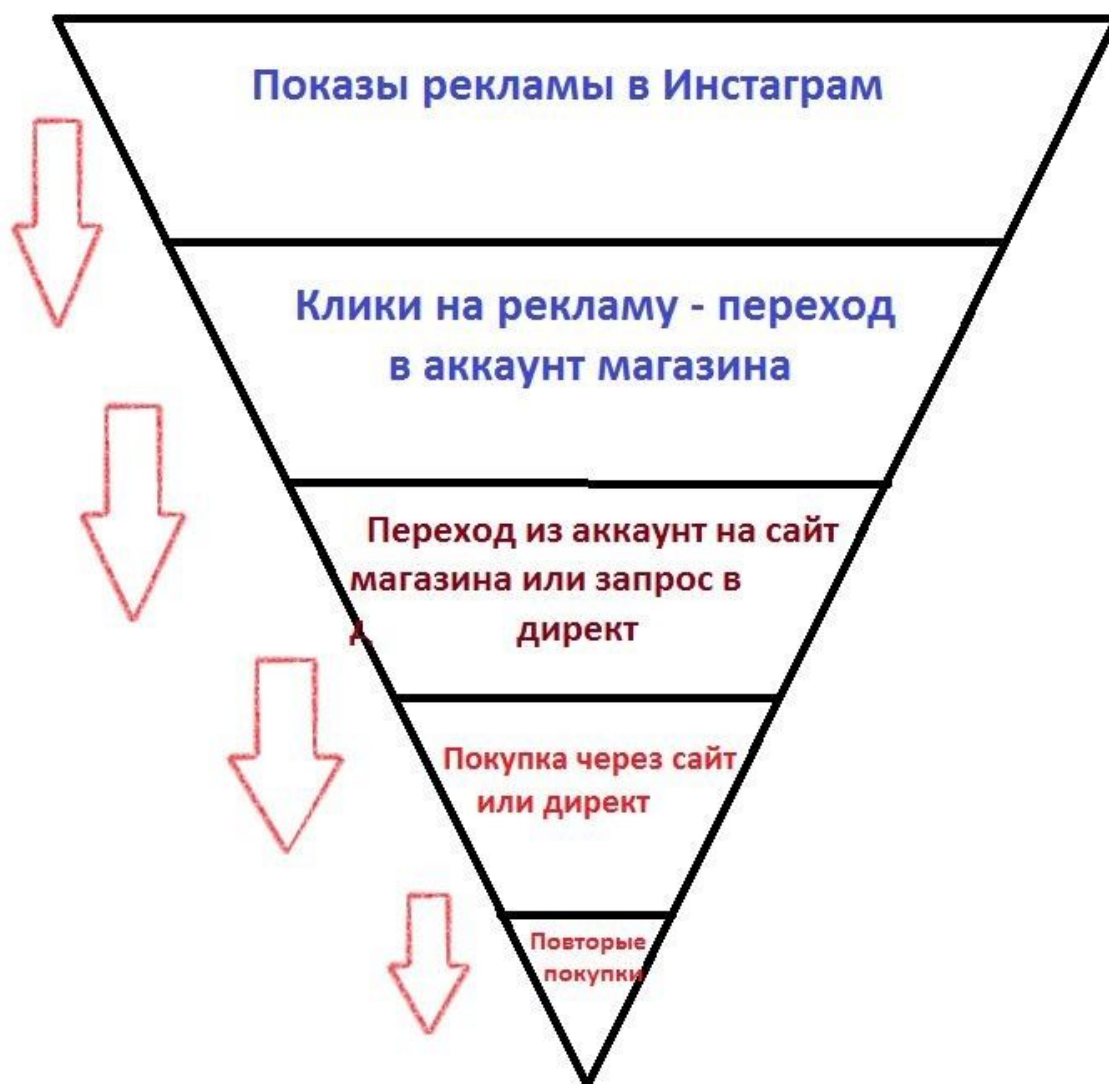 Показы рекламы в Инстаграм
Клики на рекламу - переход
в аккаунт магазина
Переход из аккаунт на сайт
магазина или запрос в
д директ
Покупка через сайт
или директ
Повторые
покупки